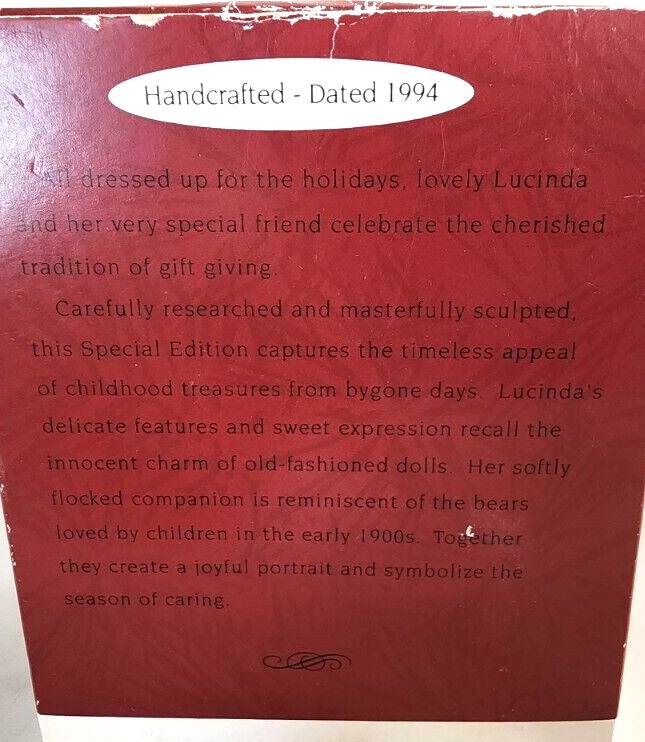 Handcrafted - Dated 1994
All dressed up for the holidays, lovely Lucinda
and her very special friend celebrate the cherished
tradition of gift giving.
Carefully researched and masterfully sculpted,
this Special Edition captures the timeless appeal
of childhood treasures from bygone days. Lucinda's
delicate features and sweet expression recall the
innocent charm of old-fashioned dolls. Her softly
flocked companion is reminiscent of the bears
loved by children in the early 1900s. Together
they create a joyful portrait and symbolize the
season of caring.